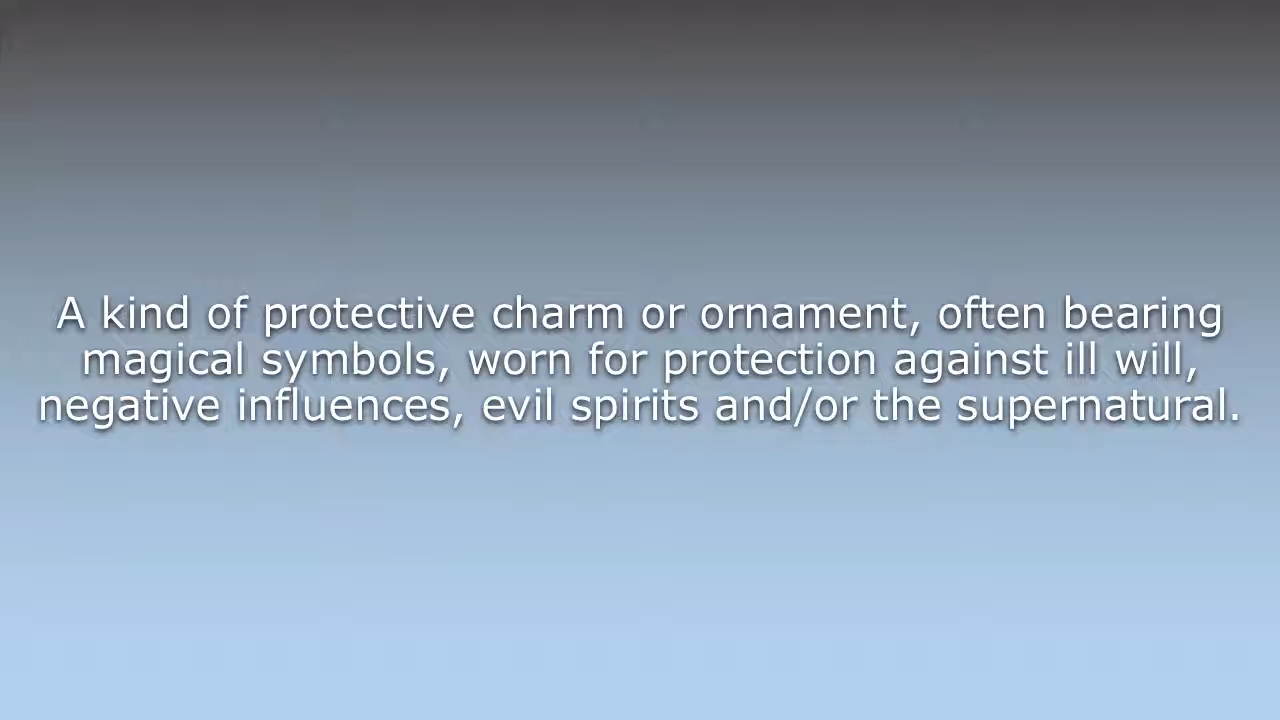 A kind of protective charm or ornament, often bearing
magical symbols, worn for protection against ill will,
negative influences, evil spirits and/or the supernatural.